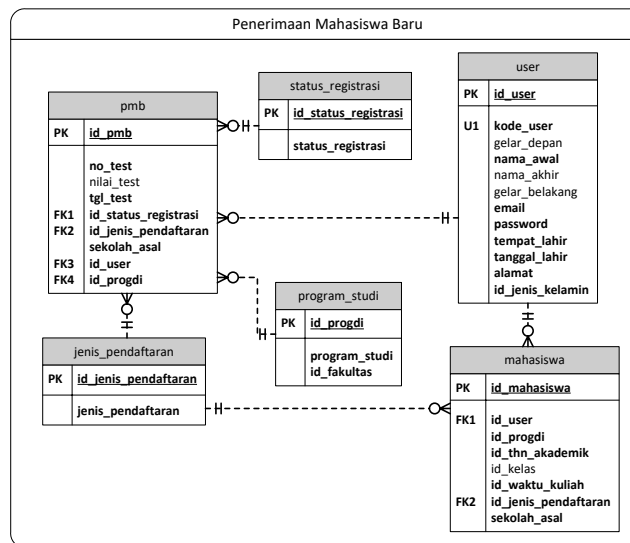 Penerimaan Mahasiswa Baru
pmb
PK id_pmb
no_test
nilai_test
tgl_test
FK1 id_status_registrasi
FK2 id_jenis_pendaftaran
sekolah_asal
FK3 id_user
FK4 id_progdi
status_registrasi
PK id_status_registrasi
status_registrasi
user
PK id_user
U1 kode_user
gelar_depan
nama_awal
nama_akhir
gelar_belakang
email
password
tempat_lahir
tanggal_lahir
alamat
id_jenis_kelamin
program_studi
PK id_progdi
program_studi
id_fakultas
jenis_pendaftaran
PK id_jenis_pendaftaran
jenis_pendaftaran
mahasiswa
PK id_mahasiswa
FK1 id_user
id_progdi
id_thn_akademik
id_kelas
id_waktu_kuliah
FK2 id_jenis_pendaftaran
sekolah_asal